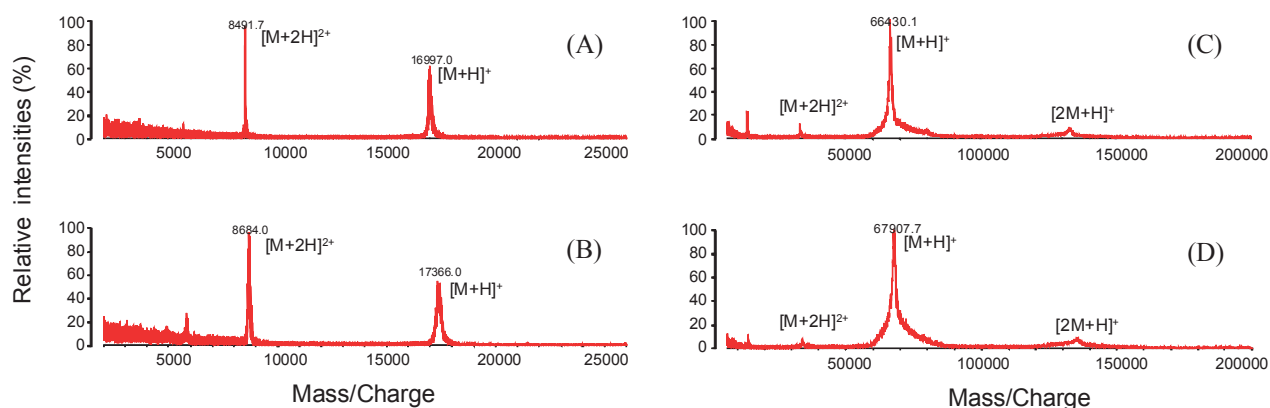 Relative intensities (%)
(A)
100
80
60
40
20
0
8491.7
[M+2H]²⁺
16997.0
[M+H]⁺
5000 10000 15000 20000 25000
(B)
100
80
60
40
20
0
8684.0
[M+2H]²⁺
17366.0
[M+H]⁺
5000 10000 15000 20000 25000
Mass/Charge
(C)
100
80
60
40
20
0
66430.1
[M+H]⁺
[M+2H]²⁺
[2M+H]⁺
50000 100000 150000 200000
(D)
100
80
60
40
20
0
67907.7
[M+H]⁺
[M+2H]²⁺
[2M+H]⁺
50000 100000 150000 200000
Mass/Charge